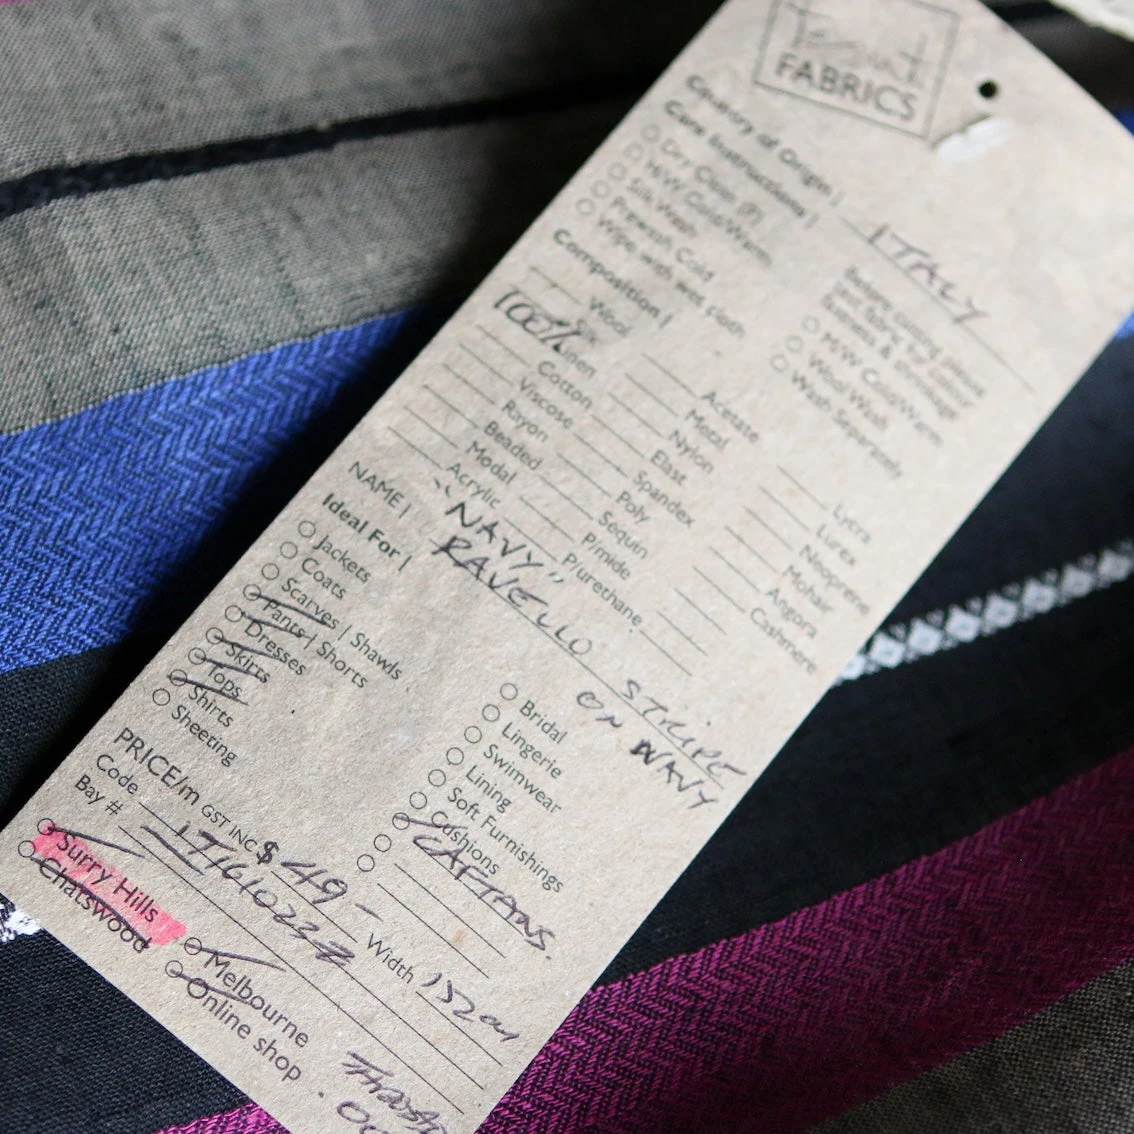 Tessuti
FABRICS
Country of Origin | ITALY
Care Instructions |
Dry Clean (P)
M/W Cold/Warm
Silk Wash
Prewash Cold
Wipe with wet cloth
Before cutting please
test fabric for colour
fastness & shrinkage
M/W Cold/Warm
Wool Wash
Wash Separately
Composition |
Wool
100% Linen
Cotton
Viscose
Rayon
Beaded
Modal
Acrylic
Acetate
Metal
Nylon
Elast
Spandex
Poly
Sequin
P/mide
P/urethane
Lycra
Lurex
Neoprene
Mohair
Angora
Cashmere
NAME | "NAVY"
RAVELLO STRIPE
ON NAVY
Ideal For |
Jackets
Coats
Scarves | Shawls
Pants | Shorts
Dresses
Skirts
Tops
Shirts
Sheeting
Bridal
Lingerie
Swimwear
Lining
Soft Furnishings
Cushions
CAFTANS.
PRICE/m GST INC $ 49- Width
Code
Bay #
Surry Hills
Chatswood
Melbourne
Online shop